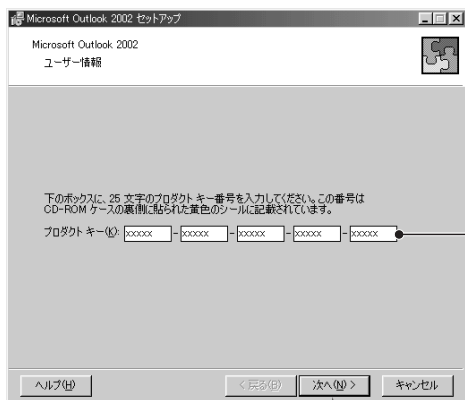 Microsoft Outlook 2002 セットアップ
Microsoft Outlook 2002
ユーザー情報
下のボックスに、25 文字のプロダクト キー番号を入力してください。この番号は
CD-ROM ケースの裏側に貼られた黄色のシールに記載されています。
プロダクト キー(K): xxxxx - xxxxx - xxxxx - xxxxx - xxxxx
ヘルプ(H) < 戻る(B) 次へ(N) > キャンセル